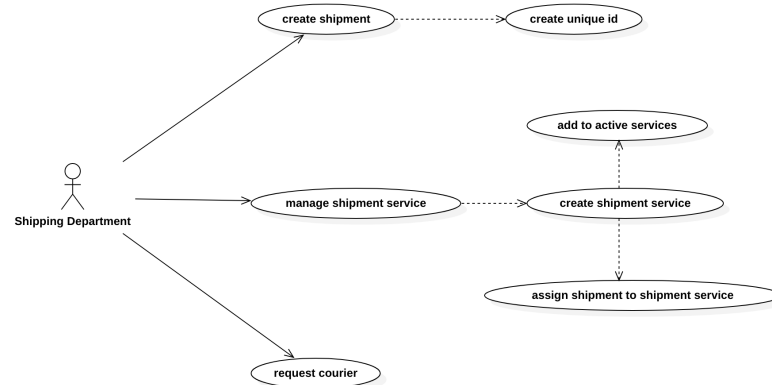 create shipment
create unique id
add to active services
Shipping Department
manage shipment service
create shipment service
assign shipment to shipment service
request courier